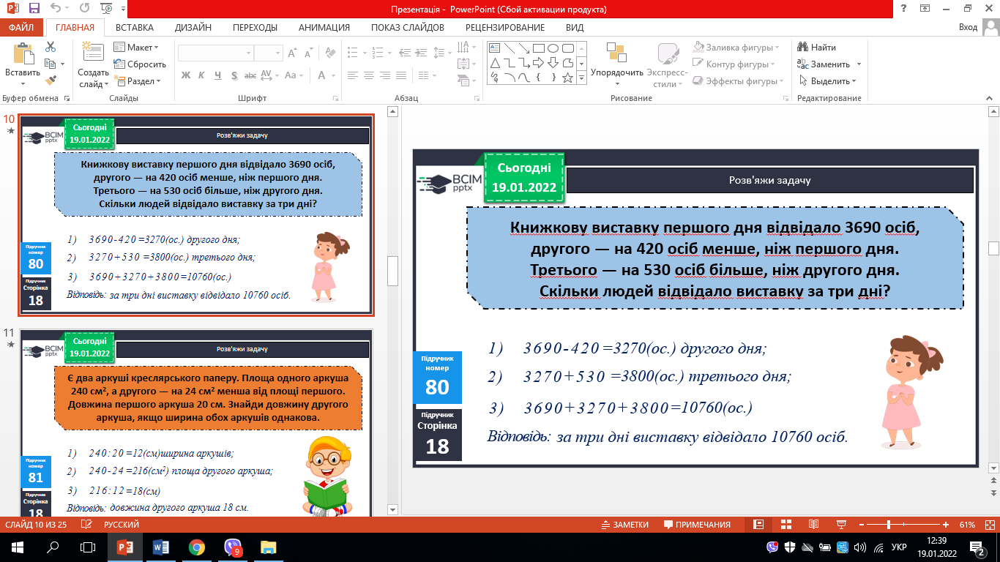 Презентація - PowerPoint (Сбой активации продукта)
ФАЙЛ ГЛАВНАЯ ВСТАВКА ДИЗАЙН ПЕРЕХОДЫ АНИМАЦИЯ ПОКАЗ СЛАЙДОВ РЕЦЕНЗИРОВАНИЕ ВИД Вход
Вставить
Буфер обмена
Создать слайд
Макет
Сбросить
Раздел
Слайды
Ж К Ч S abc AV Aa A
Шрифт
Абзац
Упорядочить
Экспресс-стили
Заливка фигуры
Контур фигуры
Эффекты фигуры
Рисование
Найти
Заменить
Выделить
Редактирование
10
BCIM pptx
Сьогодні
19.01.2022
Розв'яжи задачу
Книжкову виставку першого дня відвідало 3690 осіб,
другого — на 420 осіб менше, ніж першого дня.
Третього — на 530 осіб більше, ніж другого дня.
Скільки людей відвідало виставку за три дні?
1) 3690-420=3270(ос.) другого дня;
2) 3270+530=3800(ос.) третього дня;
3) 3690+3270+3800=10760(ос.)
Відповідь: за три дні виставку відвідало 10760 осіб.
Підручник
номер
80
Підручник
Сторінка
18
11
BCIM pptx
Сьогодні
19.01.2022
Розв'яжи задачу
Є два аркуші креслярського паперу. Площа одного аркуша
240 см², а другого — на 24 см² менша від площі першого.
Довжина першого аркуша 20 см. Знайди довжину другого
аркуша, якщо ширина обох аркушів однакова.
1) 240:20=12(см)ширина аркушів;
2) 240-24=216(см²) площа другого аркуша;
3) 216:12=18(см)
Відповідь: довжина другого аркуша 18 см.
Підручник
номер
81
Підручник
Сторінка
18
BCIM
pptx
Сьогодні
19.01.2022
Розв'яжи задачу
Книжкову виставку першого дня відвідало 3690 осіб,
другого — на 420 осіб менше, ніж першого дня.
Третього — на 530 осіб більше, ніж другого дня.
Скільки людей відвідало виставку за три дні?
1) 3690-420=3270(ос.) другого дня;
2) 3270+530=3800(ос.) третього дня;
3) 3690+3270+3800=10760(ос.)
Відповідь: за три дні виставку відвідало 10760 осіб.
Підручник
номер
80
Підручник
Сторінка
18
СЛАЙД 10 ИЗ 25 РУССКИЙ ЗАМЕТКИ ПРИМЕЧАНИЯ 61%
9
УКР
12:39
19.01.2022
2